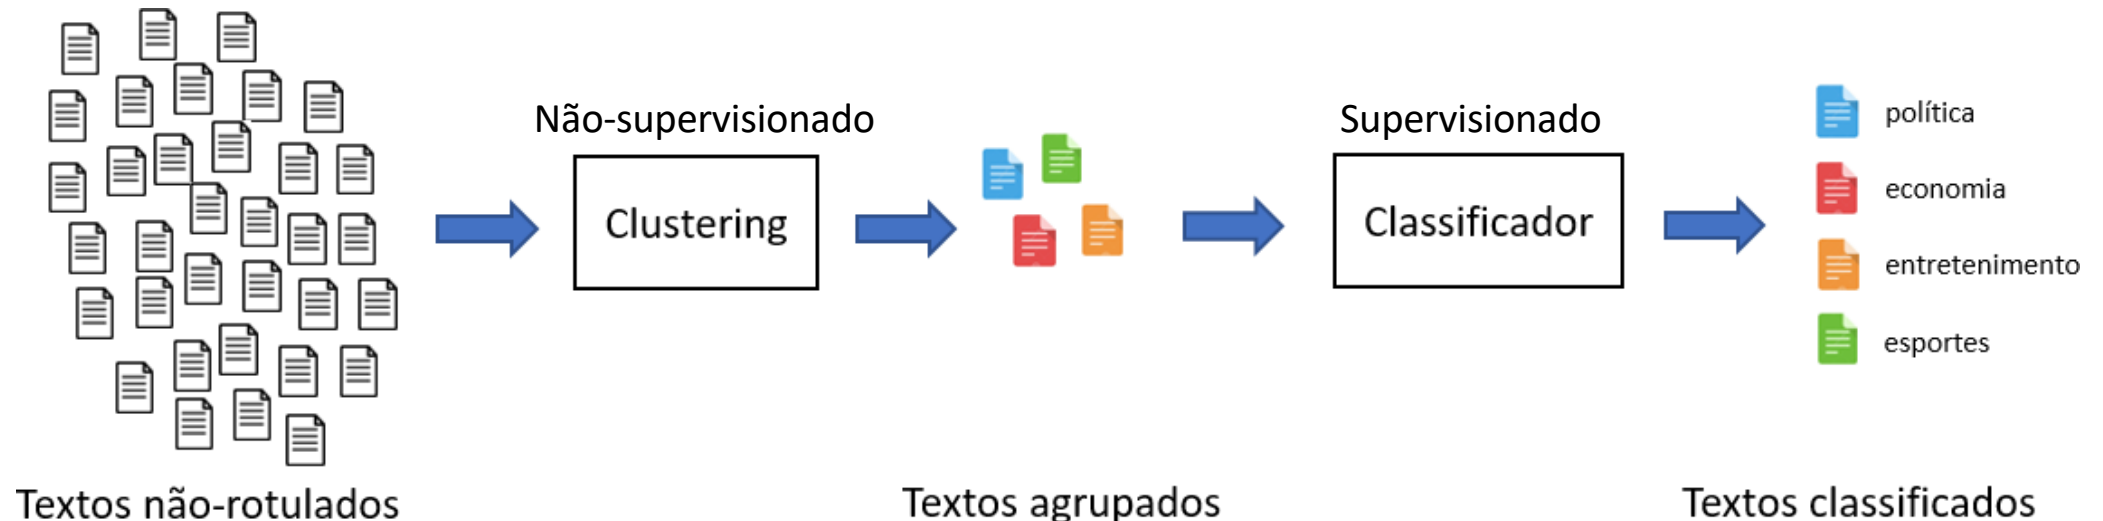 Não-supervisionado
Clustering
Supervisionado
Classificador
política
economia
entretenimento
esportes
Textos não-rotulados
Textos agrupados
Textos classificados